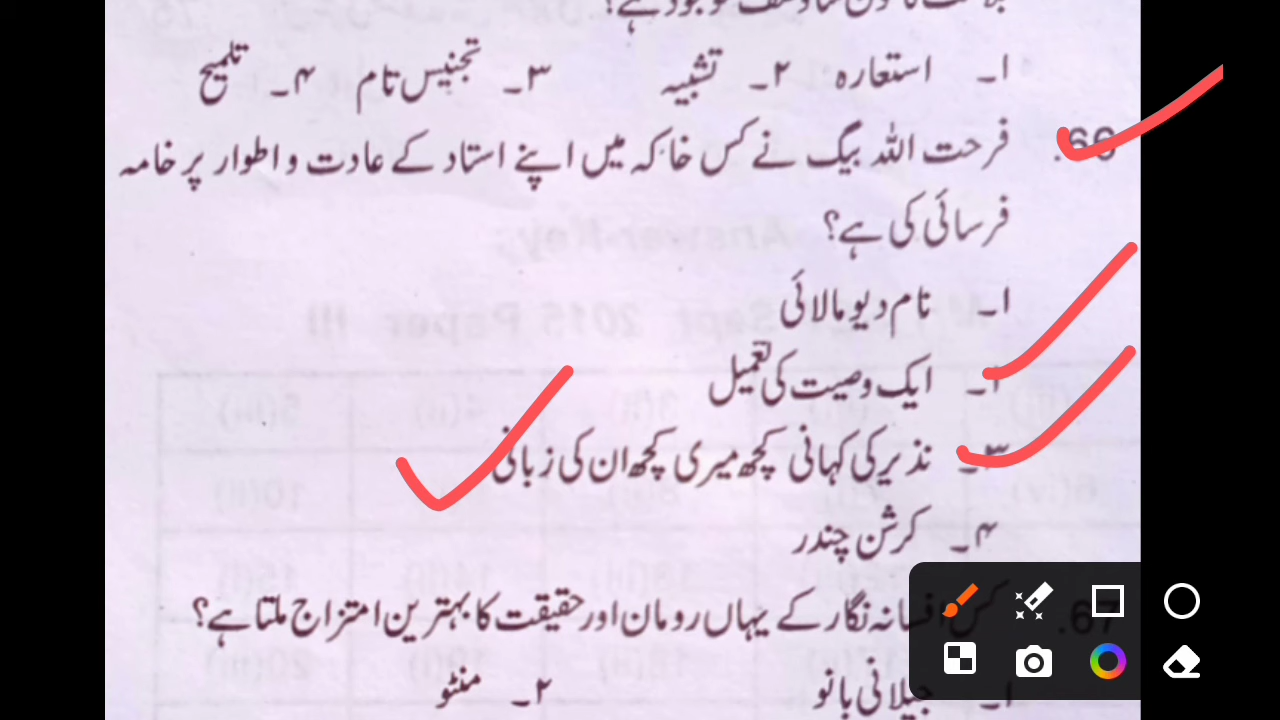 ۱۔ استعارہ ۲۔ تشبیہ ۳۔ تجنیس تام ۴۔ تلمیح
66. فرحت اللہ بیگ نے کس خاکہ میں اپنے استاد کے عادت و اطوار پر خامہ
فرسائی کی ہے؟
۱۔ نام دیو مالائی
۲۔ ایک وصیت کی تعمیل
۳۔ نذیر کی کہانی کچھ میری کچھ ان کی زبانی
۴۔ کرشن چندر
67. کس افسانہ نگار کے یہاں رومان اور حقیقت کا بہترین امتزاج ملتا ہے؟
۱۔ جیلانی بانو ۲۔ منٹو